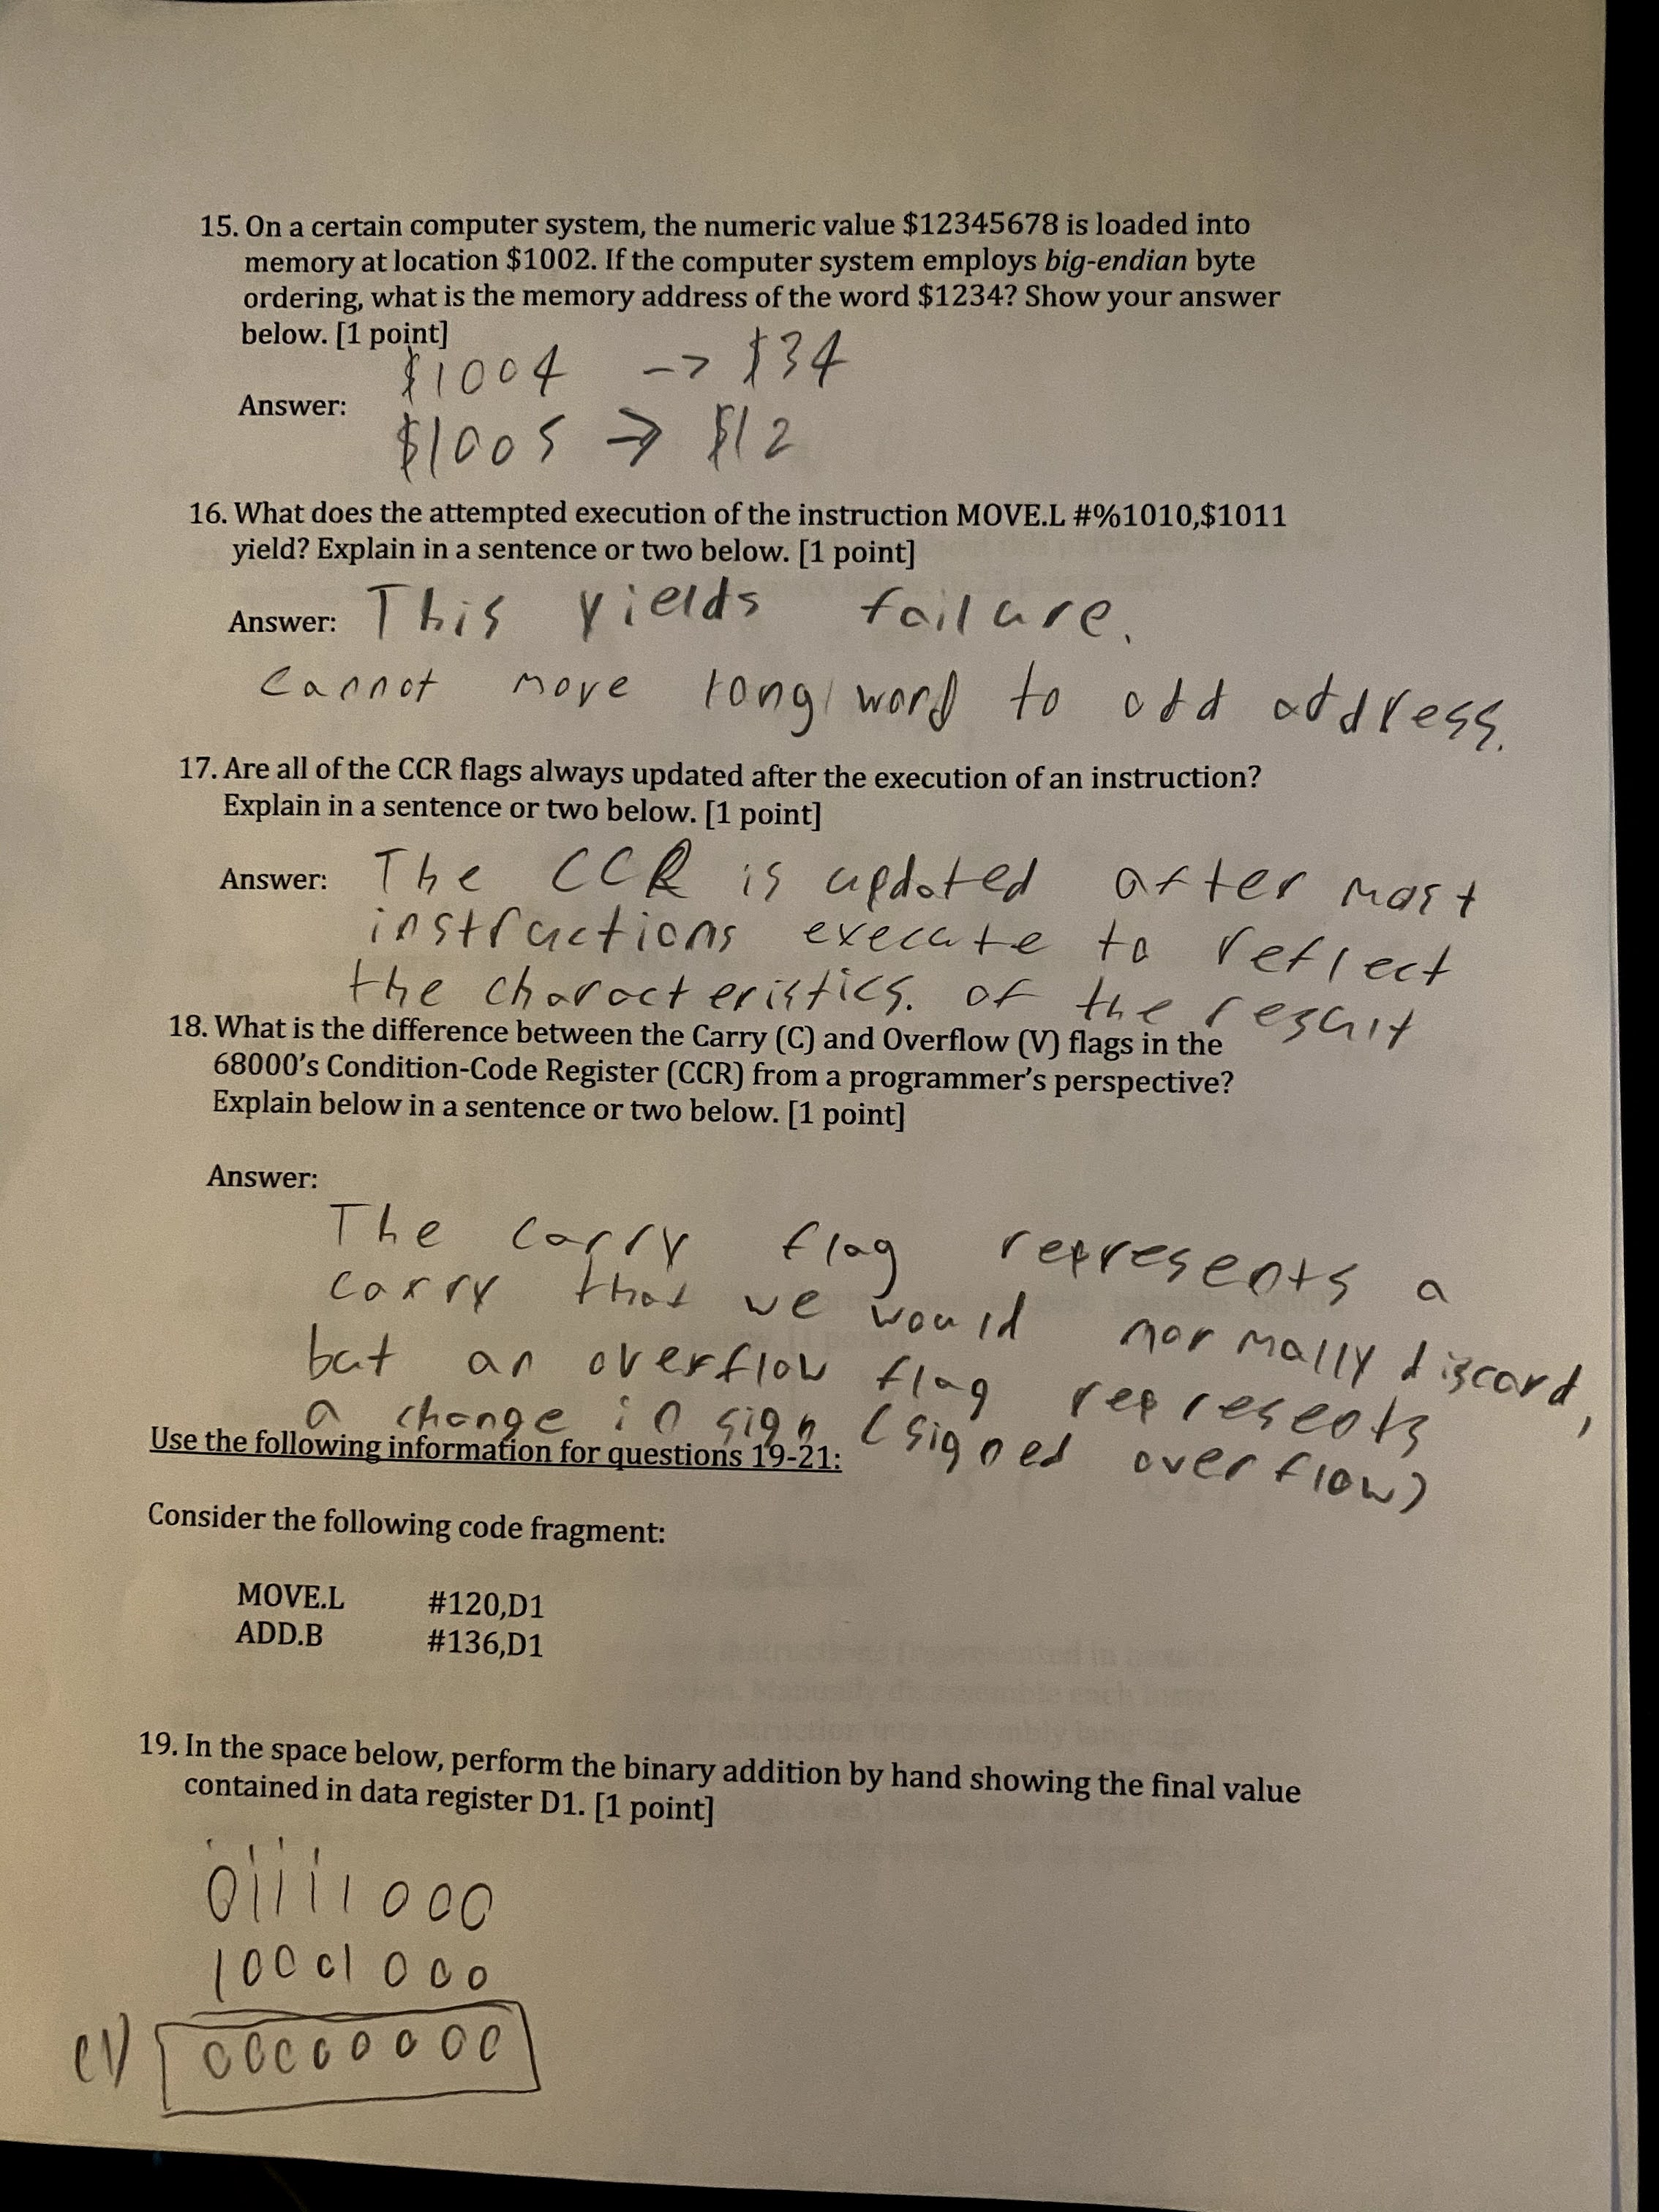 15. On a certain computer system, the numeric value $12345678 is loaded into
memory at location $1002. If the computer system employs big-endian byte
ordering, what is the memory address of the word $1234? Show your answer
below. [1 point]
$1004 -> $34
Answer:
$1005 -> $12
16. What does the attempted execution of the instruction MOVE.L #%1010,$1011
yield? Explain in a sentence or two below. [1 point]
Answer: This yields failure.
Cannot move long/word to odd address.
17. Are all of the CCR flags always updated after the execution of an instruction?
Explain in a sentence or two below. [1 point]
Answer: The CCR is updated after most
instructions execute to reflect
the characteristics. of the result
18. What is the difference between the Carry (C) and Overflow (V) flags in the
68000's Condition-Code Register (CCR) from a programmer's perspective?
Explain below in a sentence or two below. [1 point]
Answer:
The carry flag represents a
carry that we would normally discard,
but an overflow flag represents
a change in sign (signed overflow)
Use the following information for questions 19-21:
Consider the following code fragment:
MOVE.L #120,D1
ADD.B #136,D1
19. In the space below, perform the binary addition by hand showing the final value
contained in data register D1. [1 point]
01111000
10001000
(1) 00000000